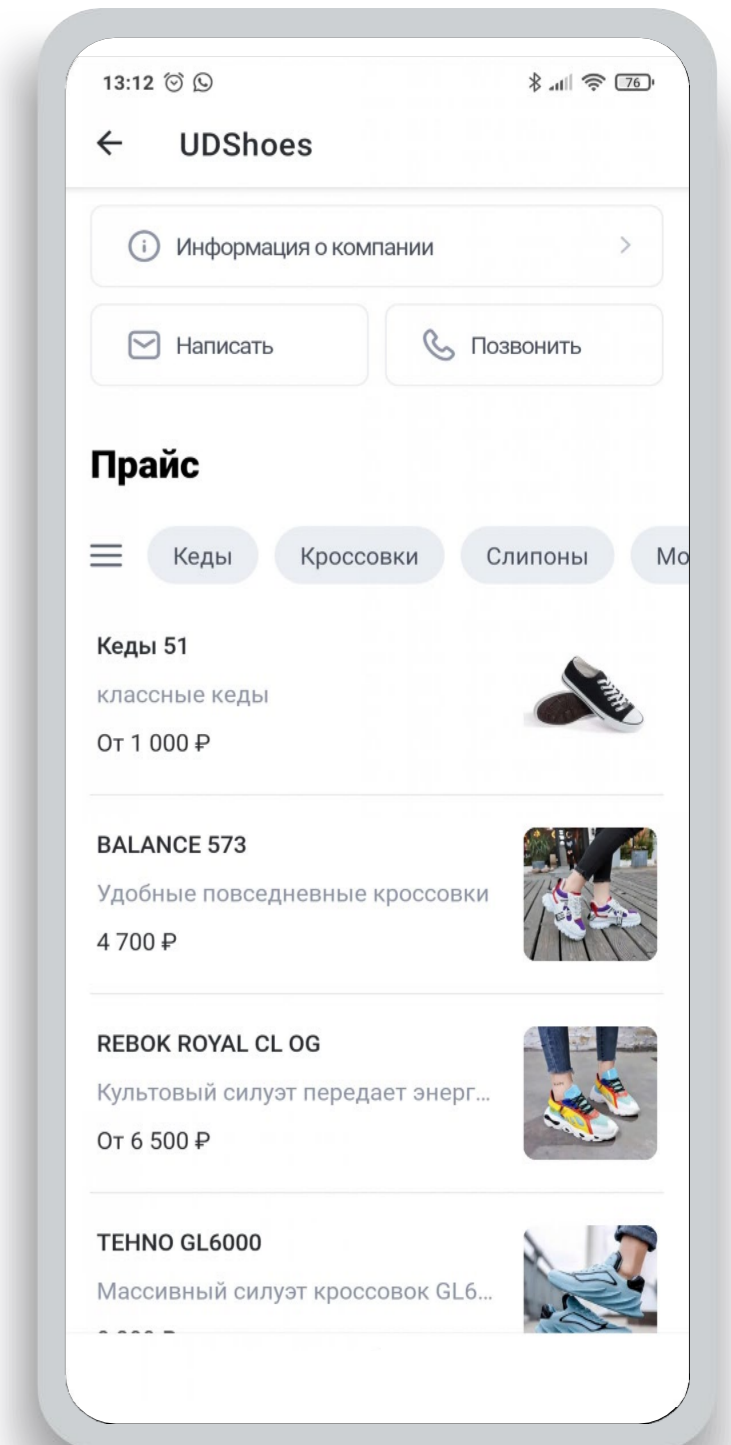 13:12
76
UDShoes
Информация о компании
Написать
Позвонить
Прайс
Кеды
Кроссовки
Слипоны
Мо
Кеды 51
классные кеды
От 1 000 ₽
BALANCE 573
Удобные повседневные кроссовки
4 700 ₽
REBOK ROYAL CL OG
Культовый силуэт передает энерг...
От 6 500 ₽
TEHNO GL6000
Массивный силуэт кроссовок GL6...